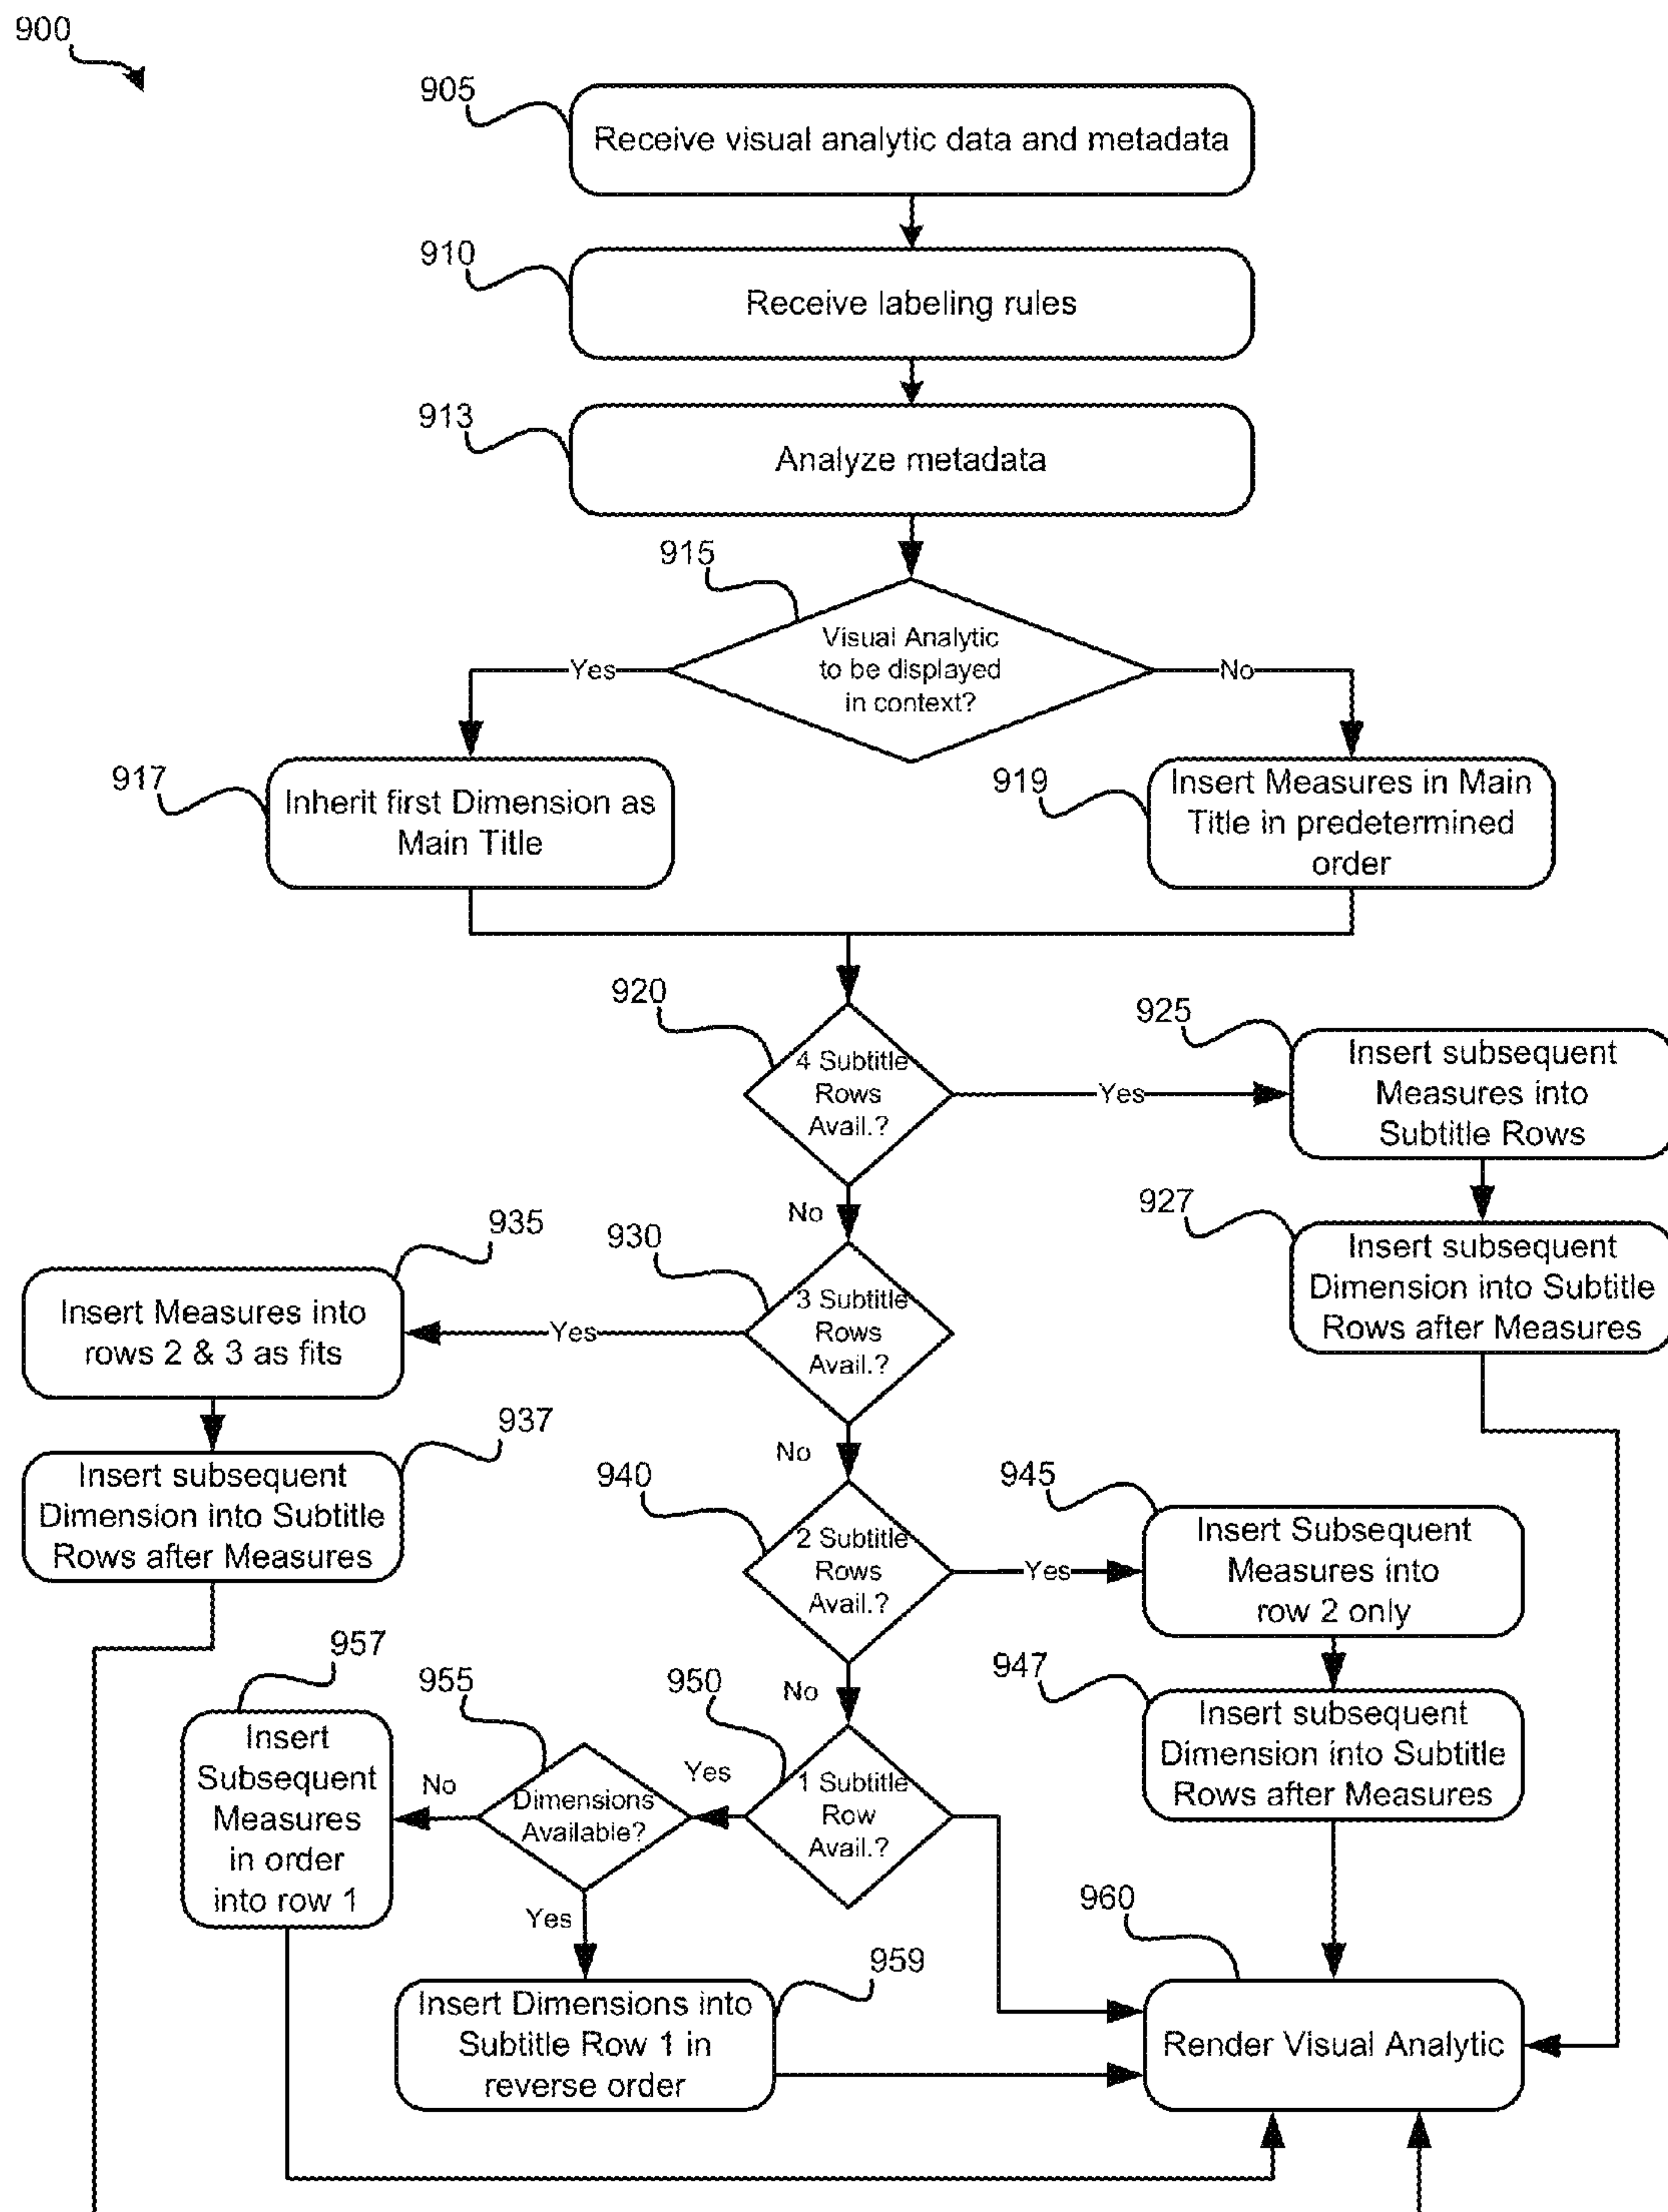 900
905
Receive visual analytic data and metadata
910
Receive labeling rules
913
Analyze metadata
915
Visual Analytic
to be displayed
in context?
Yes
No
917
Inherit first Dimension as
Main Title
919
Insert Measures in Main
Title in predetermined
order
920
4 Subtitle
Rows
Avail.?
Yes
No
925
Insert subsequent
Measures into
Subtitle Rows
927
Insert subsequent
Dimension into Subtitle
Rows after Measures
930
3 Subtitle
Rows
Avail.?
Yes
No
935
Insert Measures into
rows 2 & 3 as fits
937
Insert subsequent
Dimension into Subtitle
Rows after Measures
940
2 Subtitle
Rows
Avail.?
Yes
No
945
Insert Subsequent
Measures into
row 2 only
947
Insert subsequent
Dimension into Subtitle
Rows after Measures
950
1 Subtitle
Row
Avail.?
Yes
955
Dimensions
Available?
No
Yes
957
Insert
Subsequent
Measures
in order
into row 1
959
Insert Dimensions into
Subtitle Row 1 in
reverse order
960
Render Visual Analytic